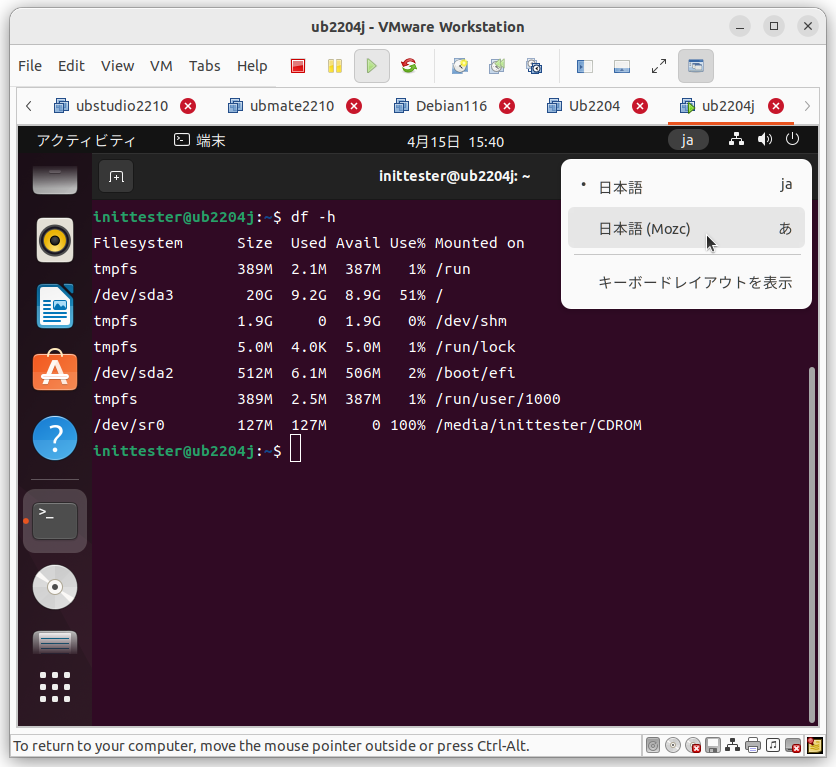 ub2204j - VMware Workstation
File Edit View VM Tabs Help
ubstudio2210 ubmate2210 Debian116 Ub2204 ub2204j
アクティビティ 端末 4月15日 15:40 ja
inittester@ub2204j: ~
日本語 ja
日本語 (Mozc) あ
キーボードレイアウトを表示
inittester@ub2204j:~$ df -h
Filesystem Size Used Avail Use% Mounted on
tmpfs 389M 2.1M 387M 1% /run
/dev/sda3 20G 9.2G 8.9G 51% /
tmpfs 1.9G 0 1.9G 0% /dev/shm
tmpfs 5.0M 4.0K 5.0M 1% /run/lock
/dev/sda2 512M 6.1M 506M 2% /boot/efi
tmpfs 389M 2.5M 387M 1% /run/user/1000
/dev/sr0 127M 127M 0 100% /media/inittester/CDROM
inittester@ub2204j:~$
To return to your computer, move the mouse pointer outside or press Ctrl-Alt.